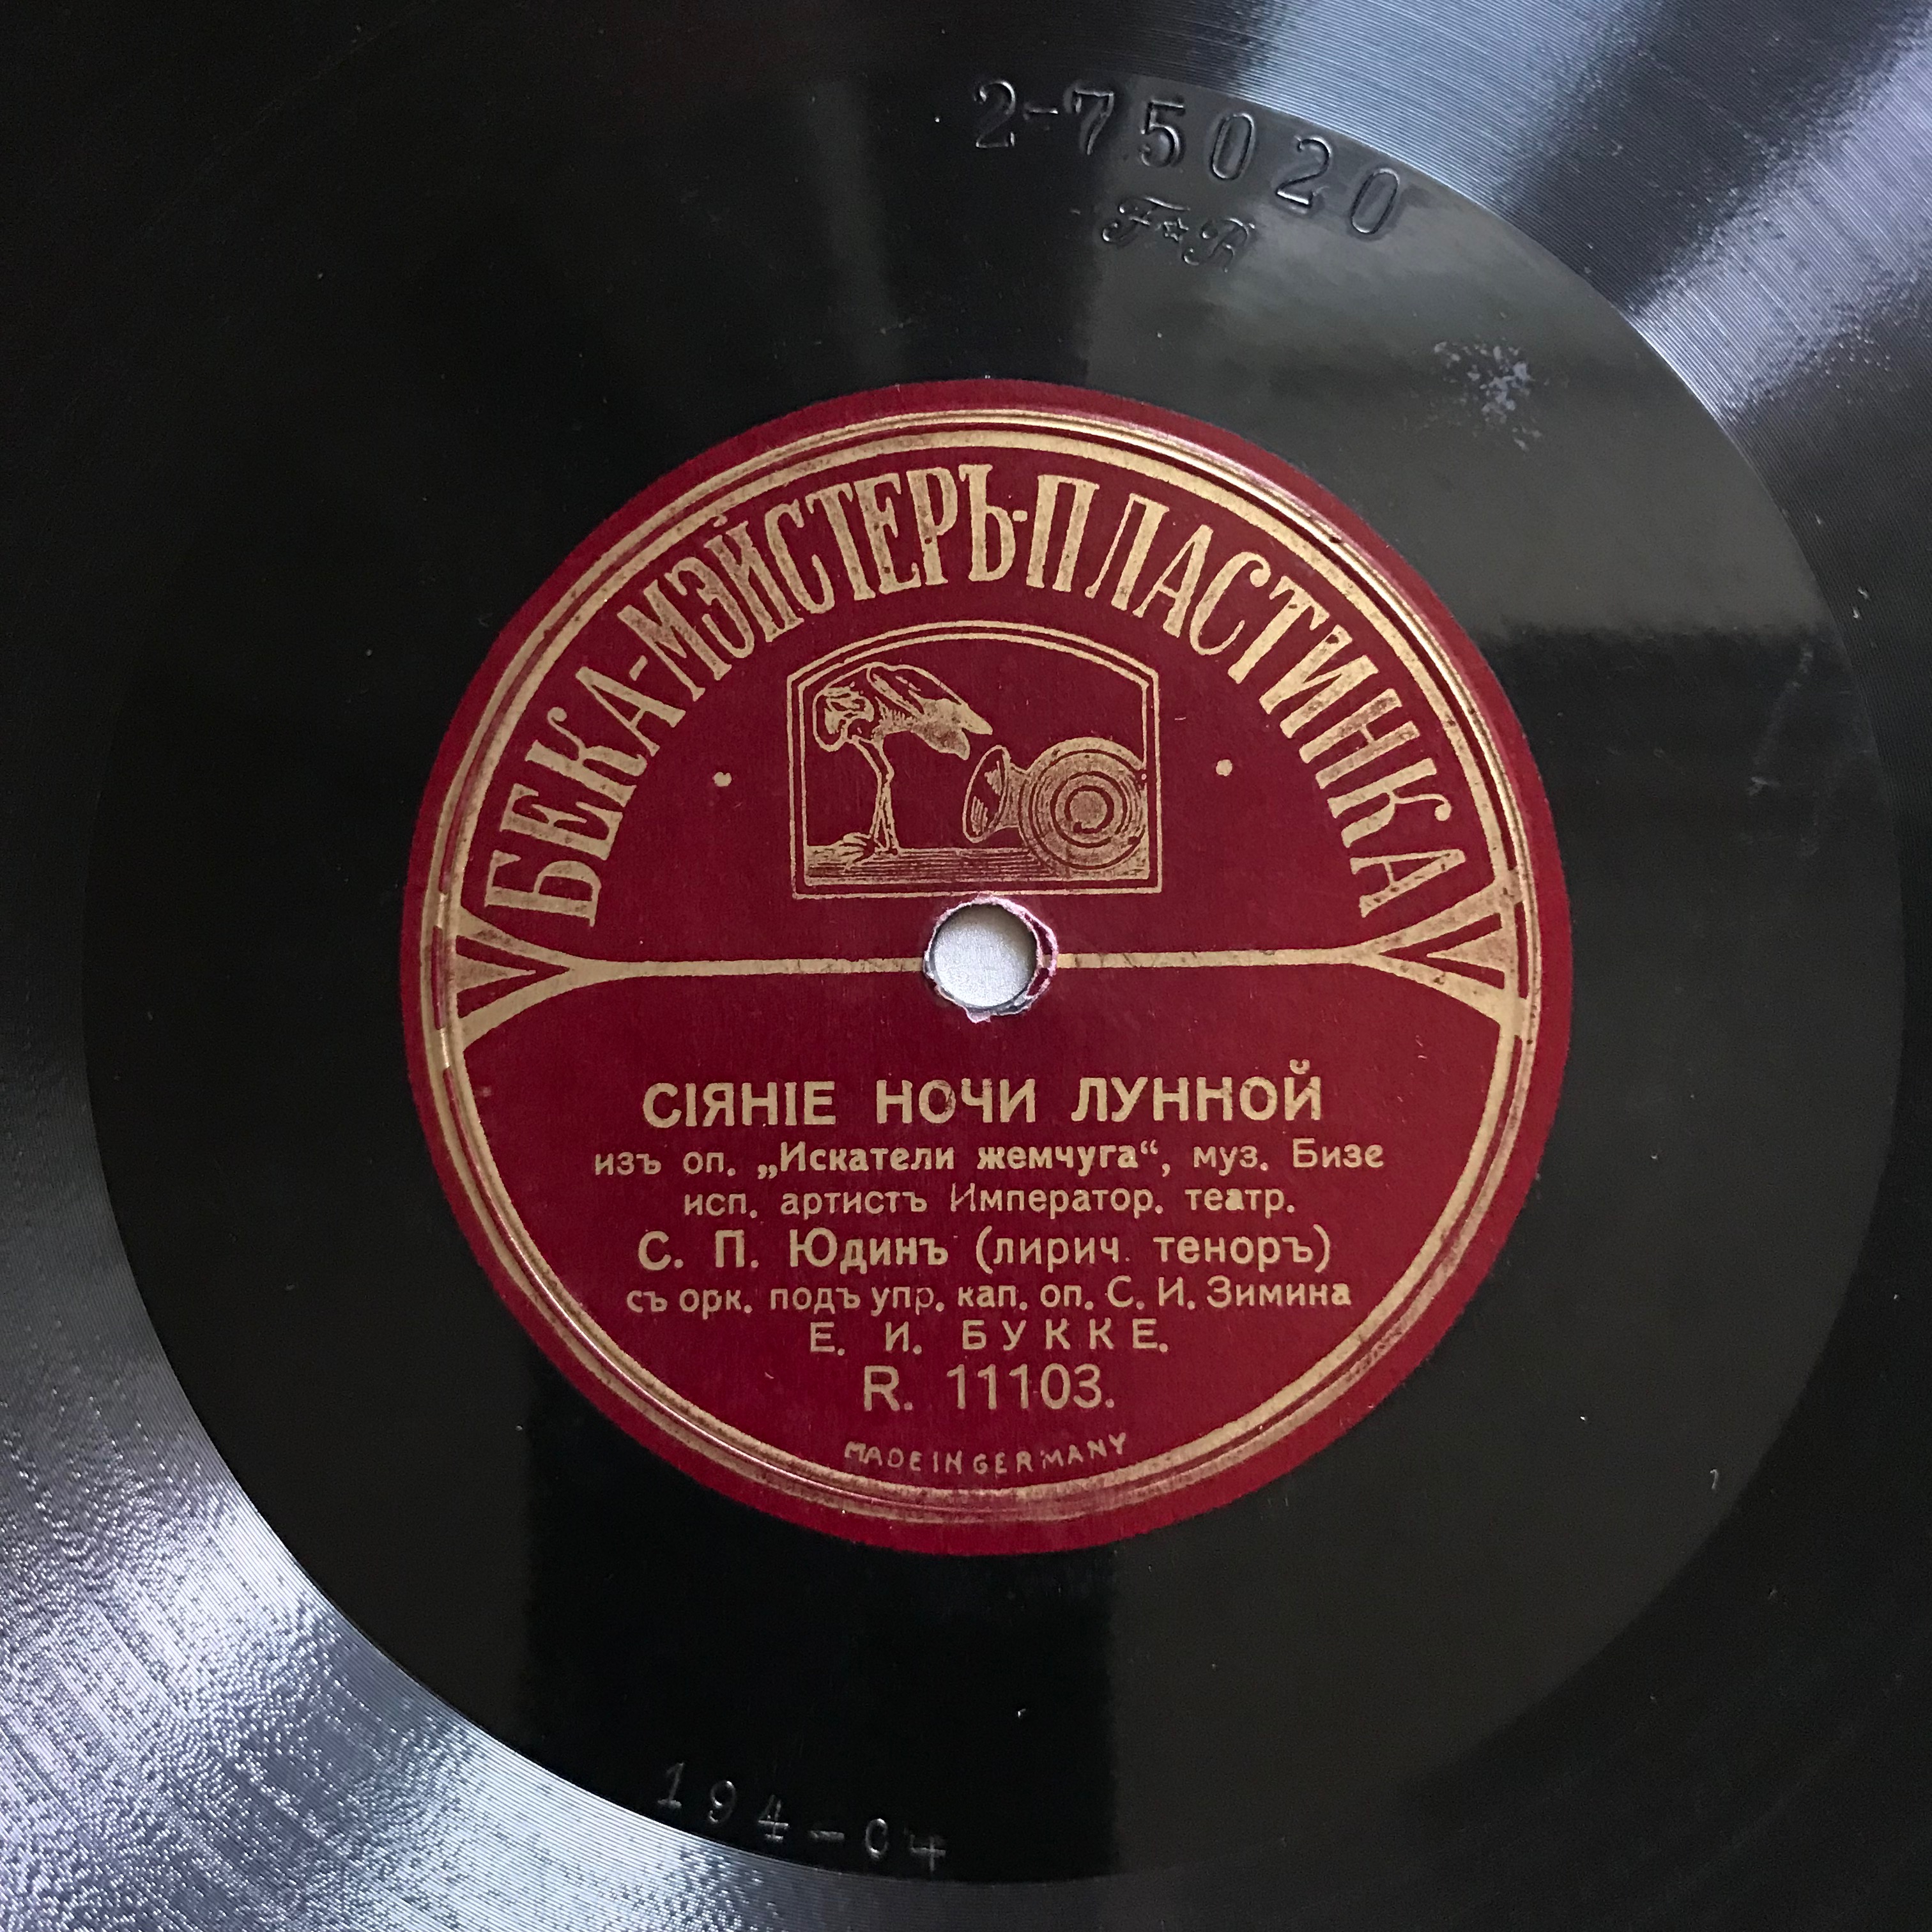 2-75020
F☆R
БЕКА-МЭЙСТЕРЪ-ПЛАСТИНКА
СІЯНІЕ НОЧИ ЛУННОЙ
изъ оп. „Искатели жемчуга“, муз. Бизе
исп. артистъ Император. театр.
С. П. Юдинъ (лирич. теноръ)
съ орк. подъ упр. кап. оп. С. И. Зимина
Е. И. БУККЕ.
R. 11103.
MADE IN GERMANY
194-04